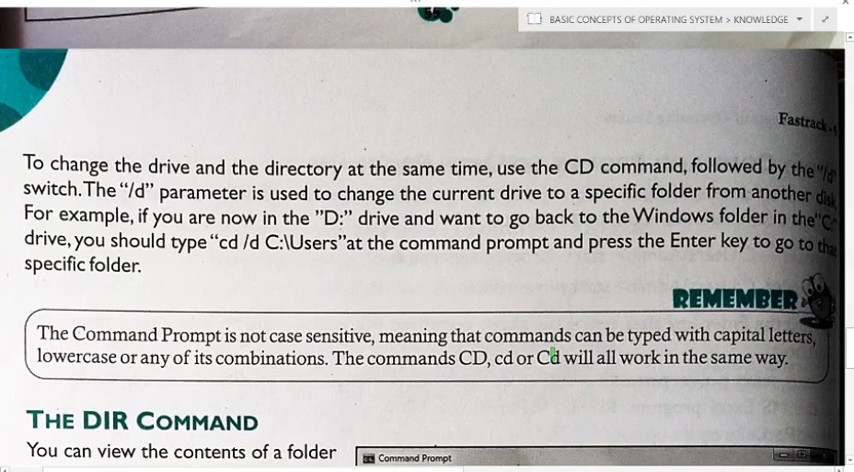 55
BASIC CONCEPTS OF OPERATING SYSTEM > KNOWLEDGE
Fastrack
To change the drive and the directory at the same time, use the CD command, followed by the "/d"
switch. The "/d" parameter is used to change the current drive to a specific folder from another disk
For example, if you are now in the "D:" drive and want to go back to the Windows folder in the "C
drive, you should type "cd /d C:\Users"at the command prompt and press the Enter key to go to that
specific folder.
REMEMBER
The Command Prompt is not case sensitive, meaning that commands can be typed with capital letters,
lowercase or any of its combinations. The commands CD, cd or Cd will all work in the same way.
THE DIR COMMAND
You can view the contents of a folder
Command Prompt